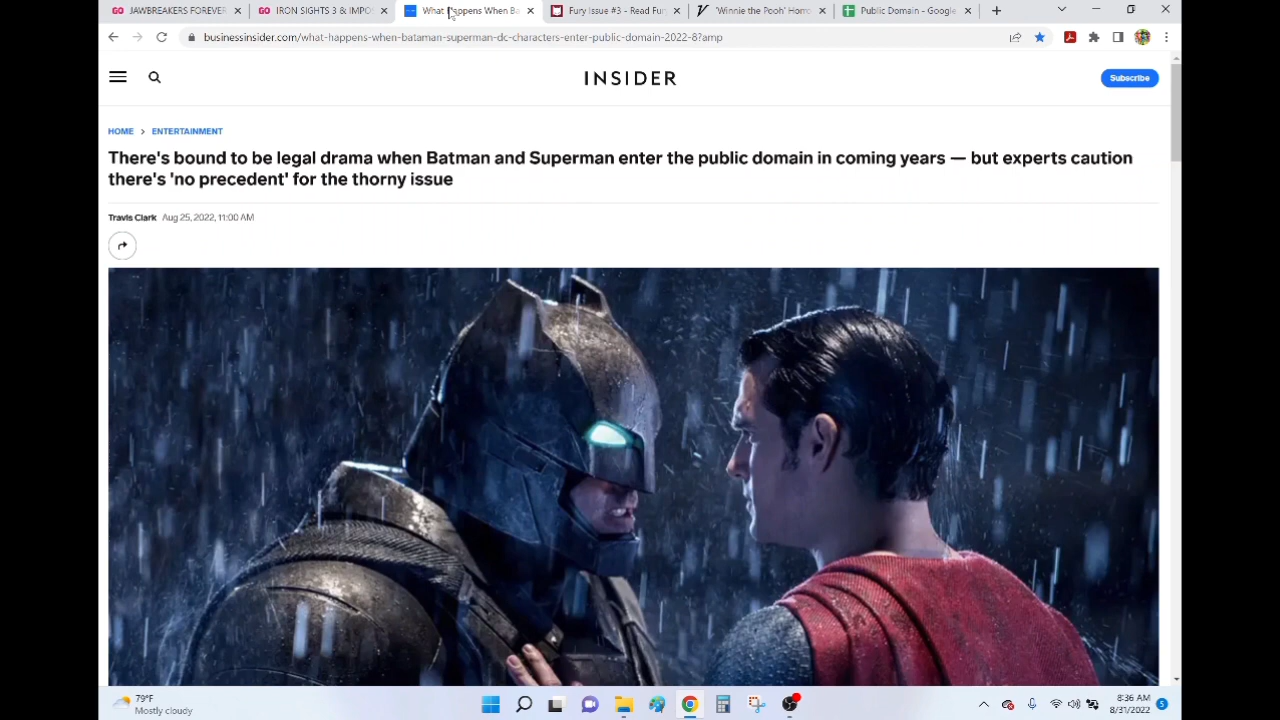 JAWBREAKERS FOREVER
IRON SIGHTS 3 & IMPOS
What Happens When Ba
Fury Issue #3 - Read Fury
'Winnie the Pooh' Horro
Public Domain - Google
businessinsider.com/what-happens-when-bataman-superman-dc-characters-enter-public-domain-2022-8?amp
INSIDER
Subscribe
HOME > ENTERTAINMENT
There's bound to be legal drama when Batman and Superman enter the public domain in coming years — but experts caution
there's 'no precedent' for the thorny issue
Travis Clark Aug 25, 2022, 11:00 AM
79°F
Mostly cloudy
8:36 AM
8/31/2022
5